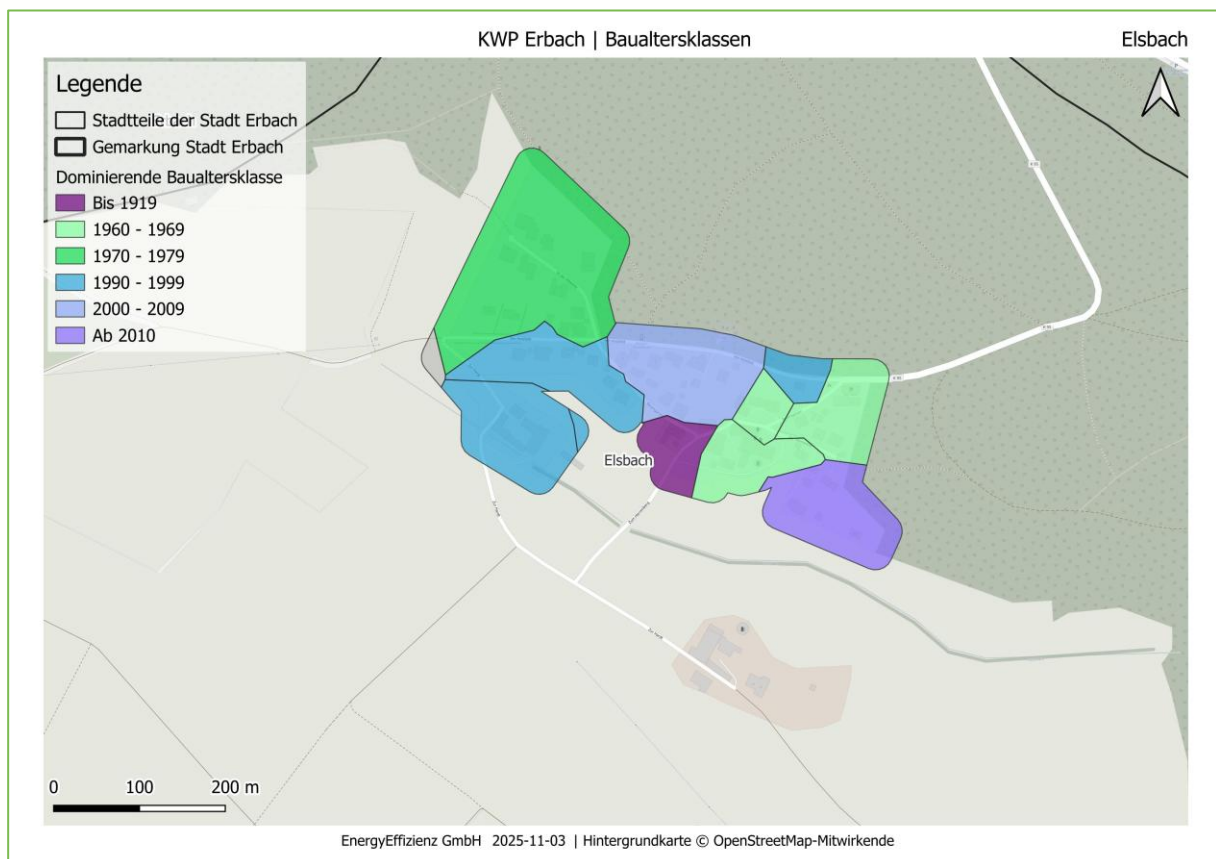 KWP Erbach | Baualtersklassen
Elsbach
Legende
Stadtteile der Stadt Erbach
Gemarkung Stadt Erbach
Dominierende Baualtersklasse
Bis 1919
1960 - 1969
1970 - 1979
1990 - 1999
2000 - 2009
Ab 2010
Elsbach
0 100 200 m
EnergyEffizienz GmbH 2025-11-03 | Hintergrundkarte © OpenStreetMap-Mitwirkende